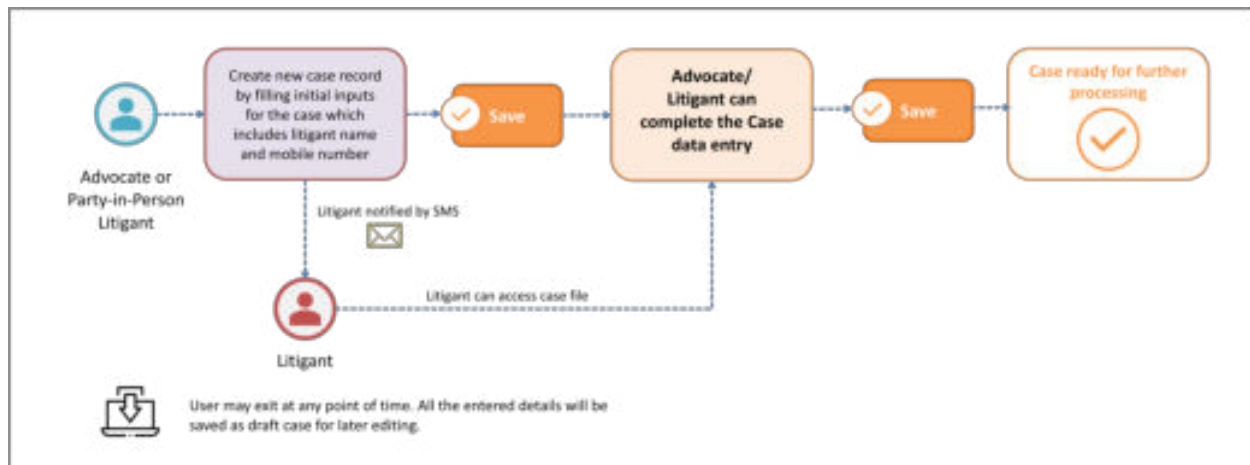 Create new case record
by filling initial inputs
for the case which
includes litigant name
and mobile number
Save
Advocate/
Litigant can
complete the Case
data entry
Save
Case ready for further
processing
Advocate or
Party-in-Person
Litigant
Litigant notified by SMS
Litigant can access case file
Litigant
User may exit at any point of time. All the entered details will be
saved as draft case for later editing.